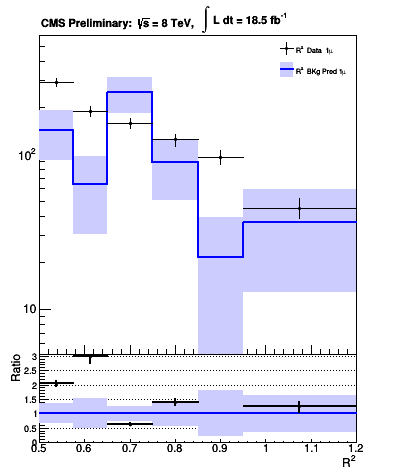 CMS Preliminary: √s = 8 TeV, ∫ L dt = 18.5 fb⁻¹
R² Data 1μ
R² BKg Pred 1μ
10²
10
Ratio
3
2.5
2
1.5
1
0.5
0
0.5 0.6 0.7 0.8 0.9 1 1.1 1.2
R²